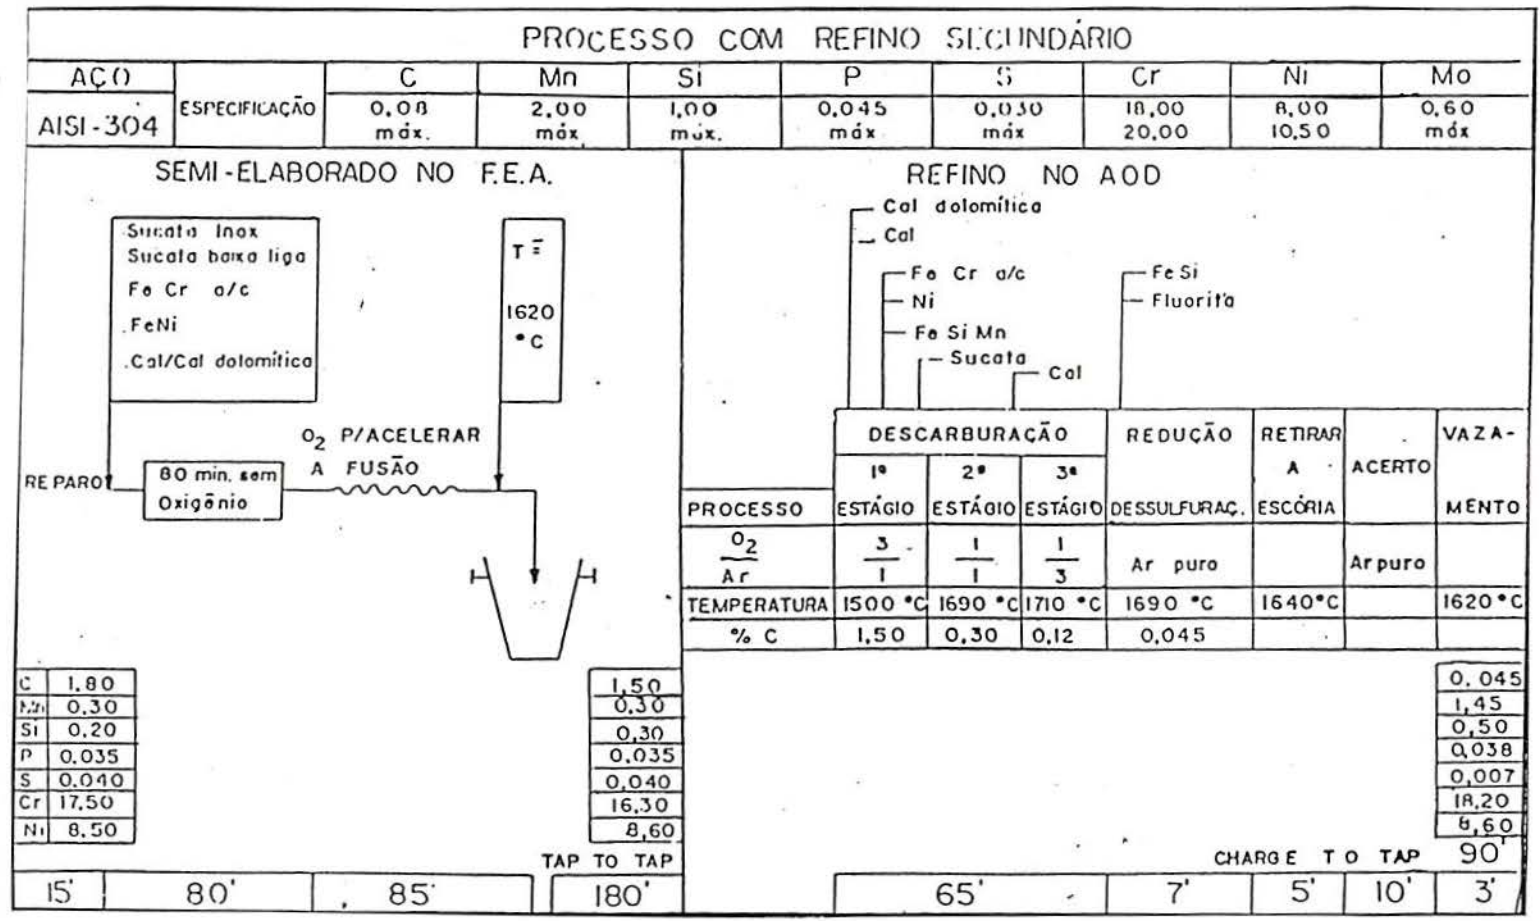 PROCESSO COM REFINO SECUNDÁRIO
AÇO C Mn Si P S Cr Ni Mo
AISI-304 ESPECIFICAÇÃO 0,08 máx. 2,00 máx. 1,00 máx. 0,045 máx 0,030 máx 18,00 20,00 8,00 10,50 0,60 máx
SEMI-ELABORADO NO F.E.A.
Sucata Inox
Sucata baixa liga
Fe Cr a/c
FeNi
Cal/Cal dolomítica
T =
1620
°C
O2 P/ACELERAR
A FUSÃO
REPARO
80 min. sem
Oxigênio
C 1.80 1,50
Mn 0.30 0,30
Si 0.20 0,30
P 0.035 0,035
S 0,040 0,040
Cr 17,50 16,30
Ni 8,50 8,60
TAP TO TAP
15' 80' 85' 180'
REFINO NO AOD
Cal dolomítica
Cal
Fe Cr a/c
Ni
Fe Si Mn
Sucata
Cal
Fe Si
Fluorita
DESCARBURAÇÃO REDUÇÃO RETIRAR VAZA-
1º 2º 3º A ACERTO
PROCESSO ESTÁGIO ESTÁGIO ESTÁGIO DESSULFURAÇ. ESCÓRIA MENTO
O2/Ar 3/1 1/1 1/3 Ar puro Ar puro
TEMPERATURA 1500 °C 1690 °C 1710 °C 1690 °C 1640°C 1620°C
% C 1,50 0,30 0,12 0,045
0.045
1,45
0,50
0,038
0,007
18,20
8,60
CHARGE TO TAP 90'
65' 7' 5' 10' 3'